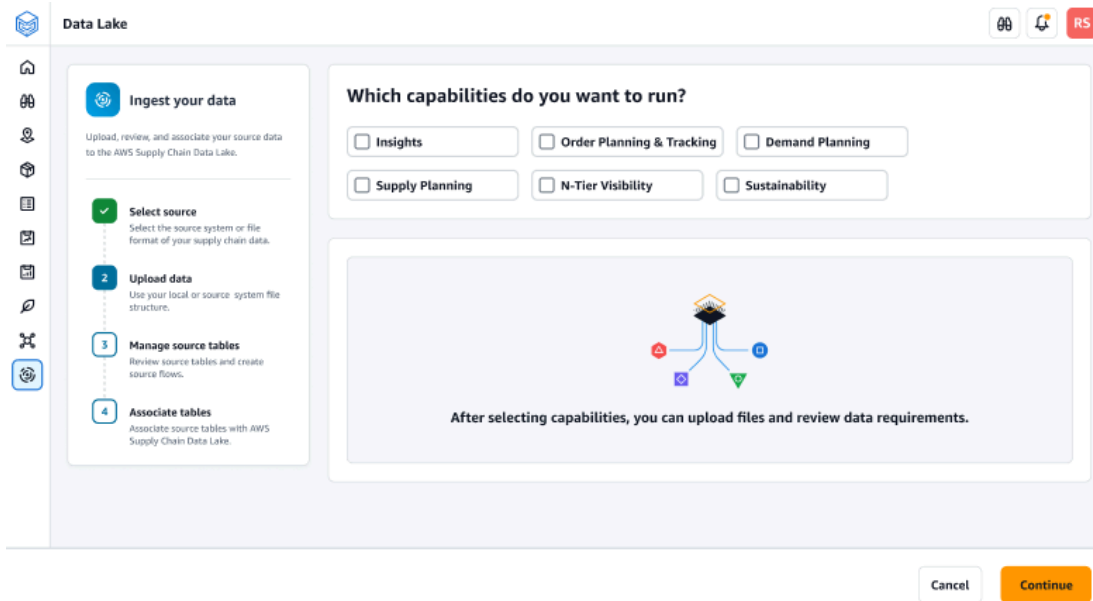 Data Lake
RS
Ingest your data
Upload, review, and associate your source data
to the AWS Supply Chain Data Lake.
Select source
Select the source system or file
format of your supply chain data.
2
Upload data
Use your local or source system file
structure.
3
Manage source tables
Review source tables and create
source flows.
4
Associate tables
Associate source tables with AWS
Supply Chain Data Lake.
Which capabilities do you want to run?
Insights
Order Planning & Tracking
Demand Planning
Supply Planning
N-Tier Visibility
Sustainability
After selecting capabilities, you can upload files and review data requirements.
Cancel
Continue